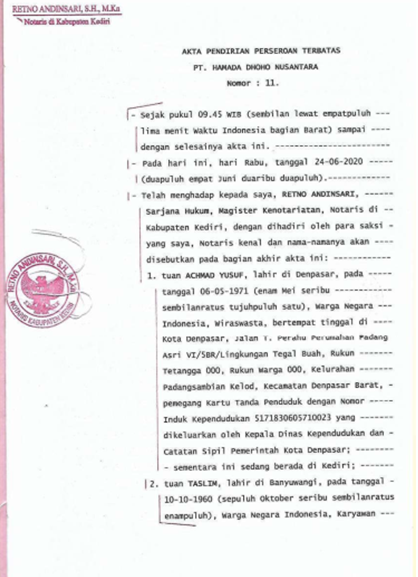 RETNO ANDINSARI, S.H., M.Kn
Notaris di Kabupaten Kediri
AKTA PENDIRIAN PERSEROAN TERBATAS
PT. HAMADA DHOHO NUSANTARA
Nomor : 11.
- Sejak pukul 09.45 WIB (sembilan lewat empatpuluh ---
lima menit Waktu Indonesia bagian Barat) sampai ----
dengan selesainya akta ini. ------------------------
- Pada hari ini, hari Rabu, tanggal 24-06-2020 -----
(duapuluh empat Juni duaribu duapuluh).-------------
- Telah menghadap kepada saya, RETNO ANDINSARI, ------
Sarjana Hukum, Magister Kenotariatan, Notaris di --
Kabupaten Kediri, dengan dihadiri oleh para saksi -
yang saya, Notaris kenal dan nama-namanya akan ----
disebutkan pada bagian akhir akta ini: ------------
1. tuan ACHMAD YUSUF, lahir di Denpasar, pada -----
tanggal 06-05-1971 (enam Mei seribu ------------
sembilanratus tujuhpuluh satu), Warga Negara ---
Indonesia, Wiraswasta, bertempat tinggal di ----
Kota Denpasar, Jalan T. Perahu Perumahan Padang
Asri VI/5BR/Lingkungan Tegal Buah, Rukun -------
Tetangga 000, Rukun Warga 000, Kelurahan -------
Padangsambian Kelod, Kecamatan Denpasar Barat, -
pemegang Kartu Tanda Penduduk dengan Nomor -----
Induk Kependudukan 5171830605710023 yang -------
dikeluarkan oleh Kepala Dinas Kependudukan dan -
Catatan Sipil Pemerintah Kota Denpasar; --------
- sementara ini sedang berada di Kediri; -------
2. tuan TASLIM, lahir di Banyuwangi, pada tanggal -
10-10-1960 (sepuluh Oktober seribu sembilanratus
enampuluh), Warga Negara Indonesia, Karyawan ---
RETNO ANDINSARI, S.H., M.Kn
NOTARIS KABUPATEN KEDIRI